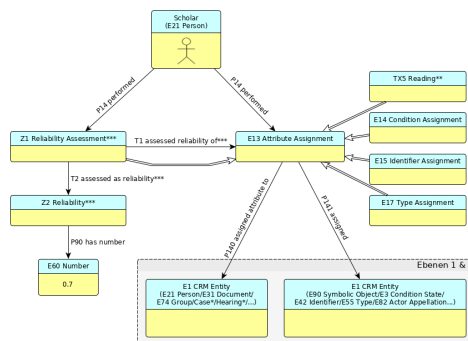 Scholar
(E21 Person)
P14 performed
P14 performed
TX5 Reading**
E14 Condition Assignment
Z1 Reliability Assessment***
T1 assessed reliability of***
E13 Attribute Assignment
E15 Identifier Assignment
T2 assessed as reliability***
Z2 Reliability***
E17 Type Assignment
P90 has number
P140 assigned attribute to
P141 assigned
E60 Number
0.7
Ebenen 1 &
E1 CRM Entity
(E21 Person/E31 Document/
E74 Group/Case*/Hearing*/...)
E1 CRM Entity
(E90 Symbolic Object/E3 Condition State/
E42 Identifier/E55 Type/E82 Actor Appellation...)